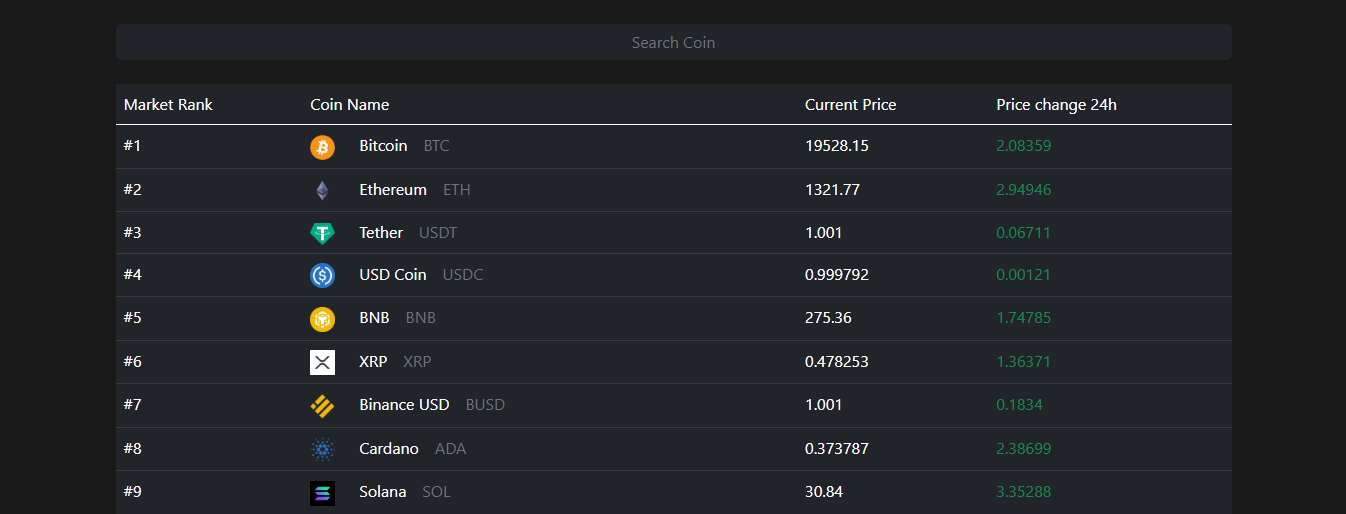 Search Coin
Market Rank Coin Name Current Price Price change 24h
#1 Bitcoin BTC 19528.15 2.08359
#2 Ethereum ETH 1321.77 2.94946
#3 Tether USDT 1.001 0.06711
#4 USD Coin USDC 0.999792 0.00121
#5 BNB BNB 275.36 1.74785
#6 XRP XRP 0.478253 1.36371
#7 Binance USD BUSD 1.001 0.1834
#8 Cardano ADA 0.373787 2.38699
#9 Solana SOL 30.84 3.35288